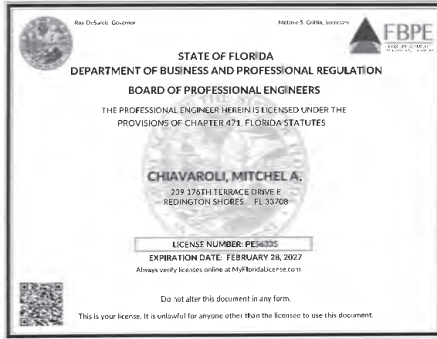 Ron DeSantis, Governor
Melanie S. Griffin, Secretary
FBPE
STATE OF FLORIDA
DEPARTMENT OF BUSINESS AND PROFESSIONAL REGULATION
BOARD OF PROFESSIONAL ENGINEERS
THE PROFESSIONAL ENGINEER HEREIN IS LICENSED UNDER THE
PROVISIONS OF CHAPTER 471, FLORIDA STATUTES
CHIAVAROLI, MITCHEL A.
239 176TH TERRACE DRIVE E
REDINGTON SHORES FL 33708
LICENSE NUMBER: PE56335
EXPIRATION DATE: FEBRUARY 28, 2027
Always verify licenses online at MyFloridaLicense.com
Do not alter this document in any form.
This is your license. It is unlawful for anyone other than the licensee to use this document.